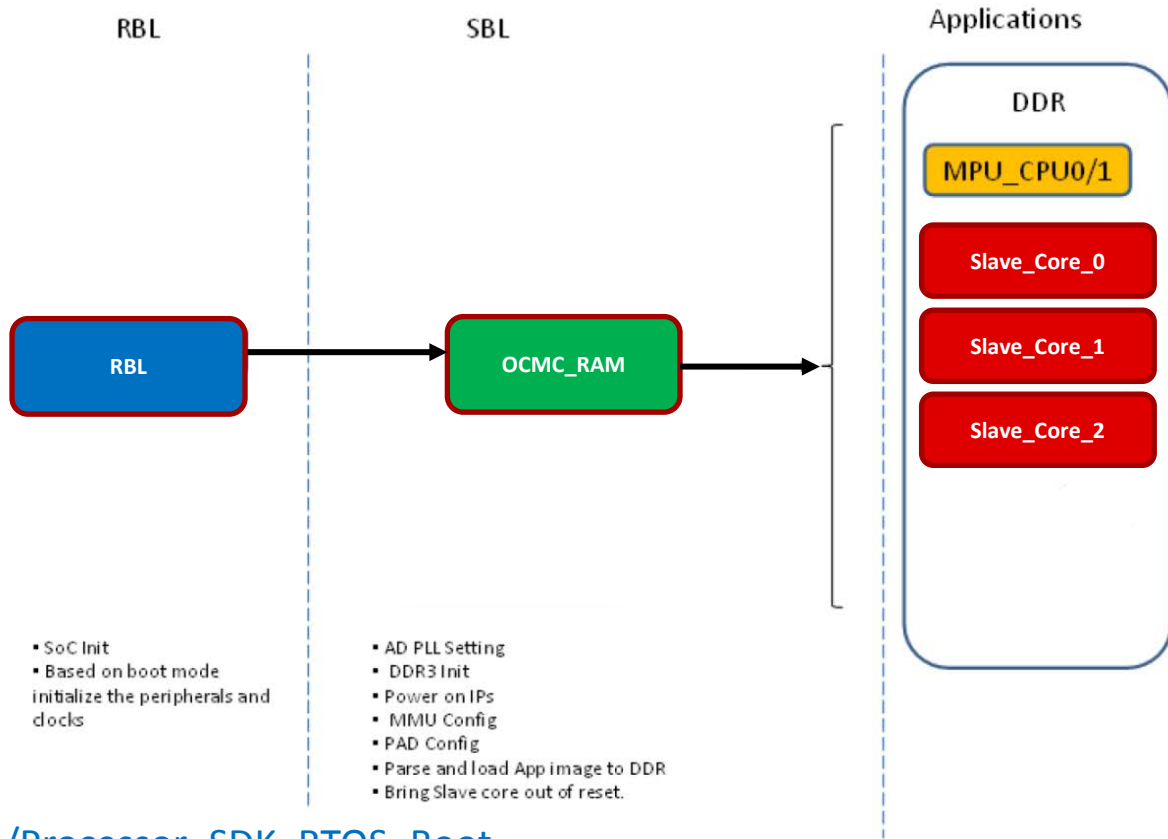 RBL
SBL
Applications
DDR
MPU_CPU0/1
Slave_Core_0
Slave_Core_1
Slave_Core_2
RBL
OCMC_RAM
▪ SoC Init
▪ Based on boot mode
initialize the peripherals and
clocks
▪ AD PLL Setting
▪ DDR3 Init
▪ Power on IPs
▪ MMU Config
▪ PAD Config
▪ Parse and load App image to DDR
▪ Bring Slave core out of reset.